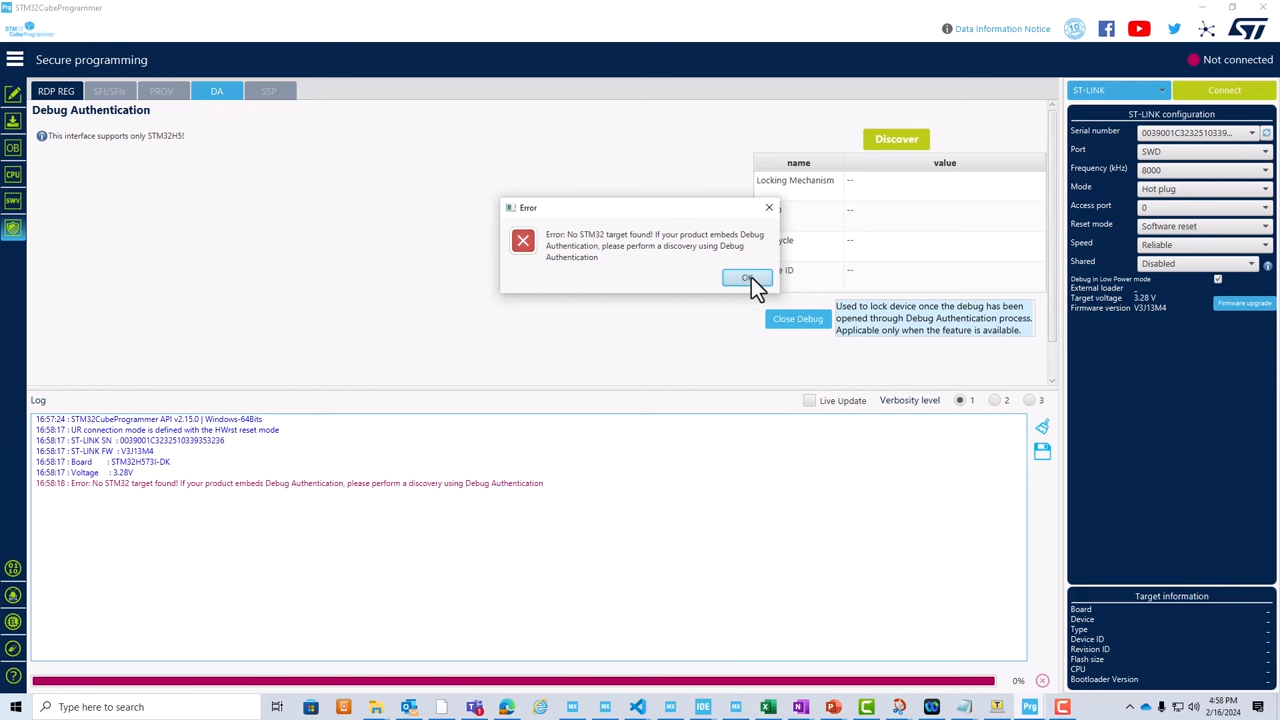 Prg STM32CubeProgrammer
STM32
CubeProgrammer
Data Information Notice
Secure programming
Not connected
RDP REG SFI/SFIx PROV DA SSP
Debug Authentication
This interface supports only STM32H5!
Discover
name value
Locking Mechanism --
--
--
--
Error
Error: No STM32 target found! If your product embeds Debug
Authentication, please perform a discovery using Debug
Authentication
Close Debug
Used to lock device once the debug has been
opened through Debug Authentication process.
Applicable only when the feature is available.
ST-LINK Connect
ST-LINK configuration
Serial number 0039001C3232510339...
Port SWD
Frequency (kHz) 8000
Mode Hot plug
Access port 0
Reset mode Software reset
Speed Reliable
Shared Disabled
Debug in Low Power mode
External loader _
Target voltage 3.28 V
Firmware version V3J13M4
Firmware upgrade
OB
CPU
SWV
Log Live Update Verbosity level 1 2 3
16:57:24 : STM32CubeProgrammer API v2.15.0 | Windows-64Bits
16:58:17 : UR connection mode is defined with the HWrst reset mode
16:58:17 : ST-LINK SN : 0039001C3232510339353236
16:58:17 : ST-LINK FW : V3J13M4
16:58:17 : Board : STM32H573I-DK
16:58:17 : Voltage : 3.28V
16:58:18 : Error: No STM32 target found! If your product embeds Debug Authentication, please perform a discovery using Debug Authentication
0%
Target information
Board _
Device _
Type _
Device ID _
Revision ID _
Flash size _
CPU _
Bootloader Version _
Type here to search
4:58 PM
2/16/2024